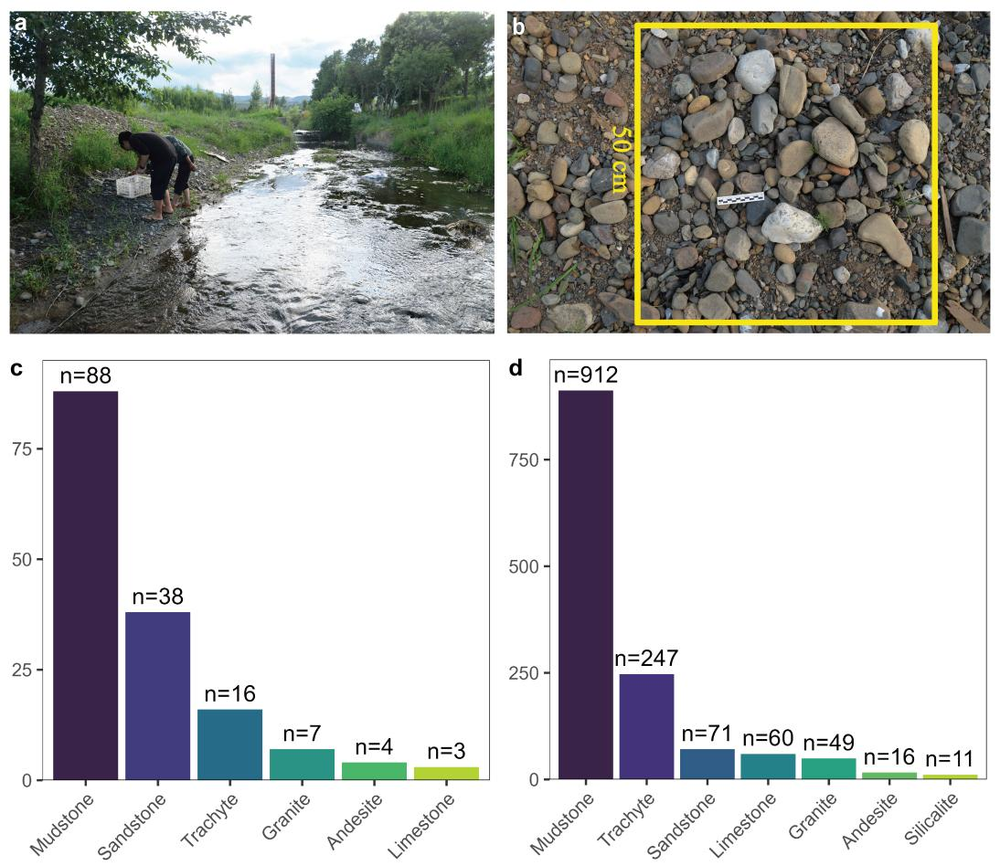 a
b
50 cm
c
n=88
n=38
n=16
n=7
n=4
n=3
75
50
25
0
Mudstone
Sandstone
Trachyte
Granite
Andesite
Limestone
d
n=912
n=247
n=71
n=60
n=49
n=16
n=11
750
500
250
0
Mudstone
Trachyte
Sandstone
Limestone
Granite
Andesite
Silicalite